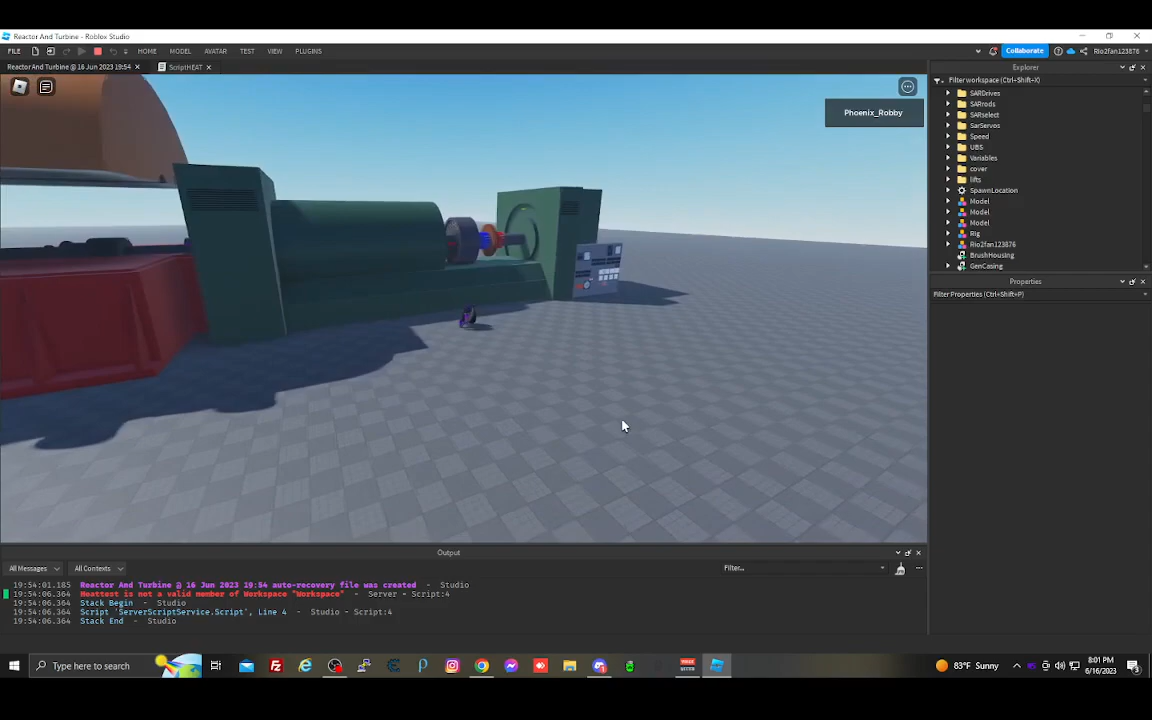 Reactor And Turbine - Roblox Studio
FILE HOME MODEL AVATAR TEST VIEW PLUGINS Collaborate Rio2fan123876
Reactor And Turbine @ 16 Jun 2023 19:54 × ScriptHEAT ×
Explorer
Filter workspace (Ctrl+Shift+X)
SARDrives
SARrods
SARselect
SarServos
Speed
UBS
Variables
cover
lifts
SpawnLocation
Model
Model
Model
Rig
Rio2fan123876
BrushHousing
GenCasing
Phoenix_Robby
Properties
Filter Properties (Ctrl+Shift+P)
Output
All Messages All Contexts Filter...
19:54:01.185 Reactor And Turbine @ 16 Jun 2023 19:54 auto-recovery file was created - Studio
19:54:06.364 Heattest is not a valid member of Workspace "Workspace" - Server - Script:4
19:54:06.364 Stack Begin - Studio
19:54:06.364 Script 'ServerScriptService.Script', Line 4 - Studio - Script:4
19:54:06.364 Stack End - Studio
Type here to search
83°F Sunny
8:01 PM
6/16/2023
3